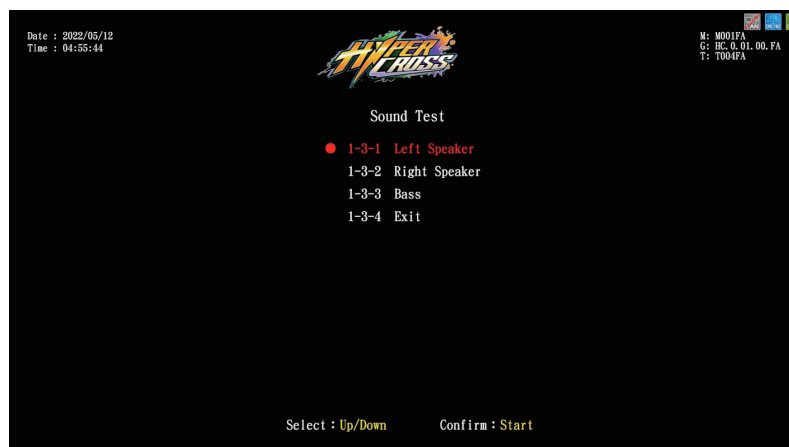 Date : 2022/05/12
Time : 04:55:44
M: M001FA
G: HC.0.01.00.FA
T: T004FA
HYPER
CROSS
Sound Test
1-3-1 Left Speaker
1-3-2 Right Speaker
1-3-3 Bass
1-3-4 Exit
Select：Up/Down Confirm：Start